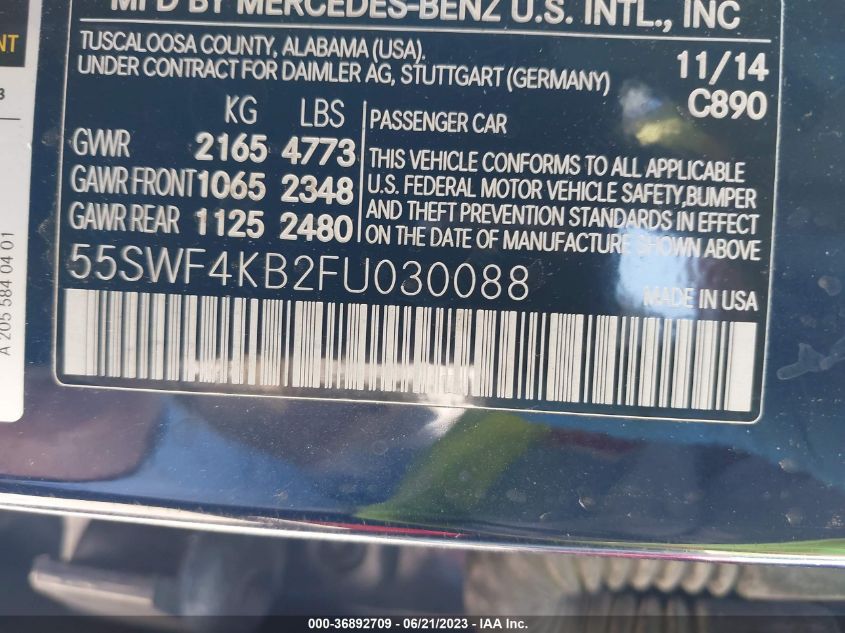 MFD BY MERCEDES-BENZ U.S. INTL., INC
TUSCALOOSA COUNTY, ALABAMA (USA).
UNDER CONTRACT FOR DAIMLER AG, STUTTGART (GERMANY)
11/14
C890
KG LBS
GWWR 2165 4773
GAWR FRONT 1065 2348
GAWR REAR 1125 2480
PASSENGER CAR
THIS VEHICLE CONFORMS TO ALL APPLICABLE
U.S. FEDERAL MOTOR VEHICLE SAFETY,BUMPER
AND THEFT PREVENTION STANDARDS IN EFFECT
ON THE DATE OF MANUFACTURE SHOWN ABOVE
55SWF4KB2FU030088
MADE IN USA
A 205 584 04 01
000-36892709 - 06/21/2023 - IAA Inc.